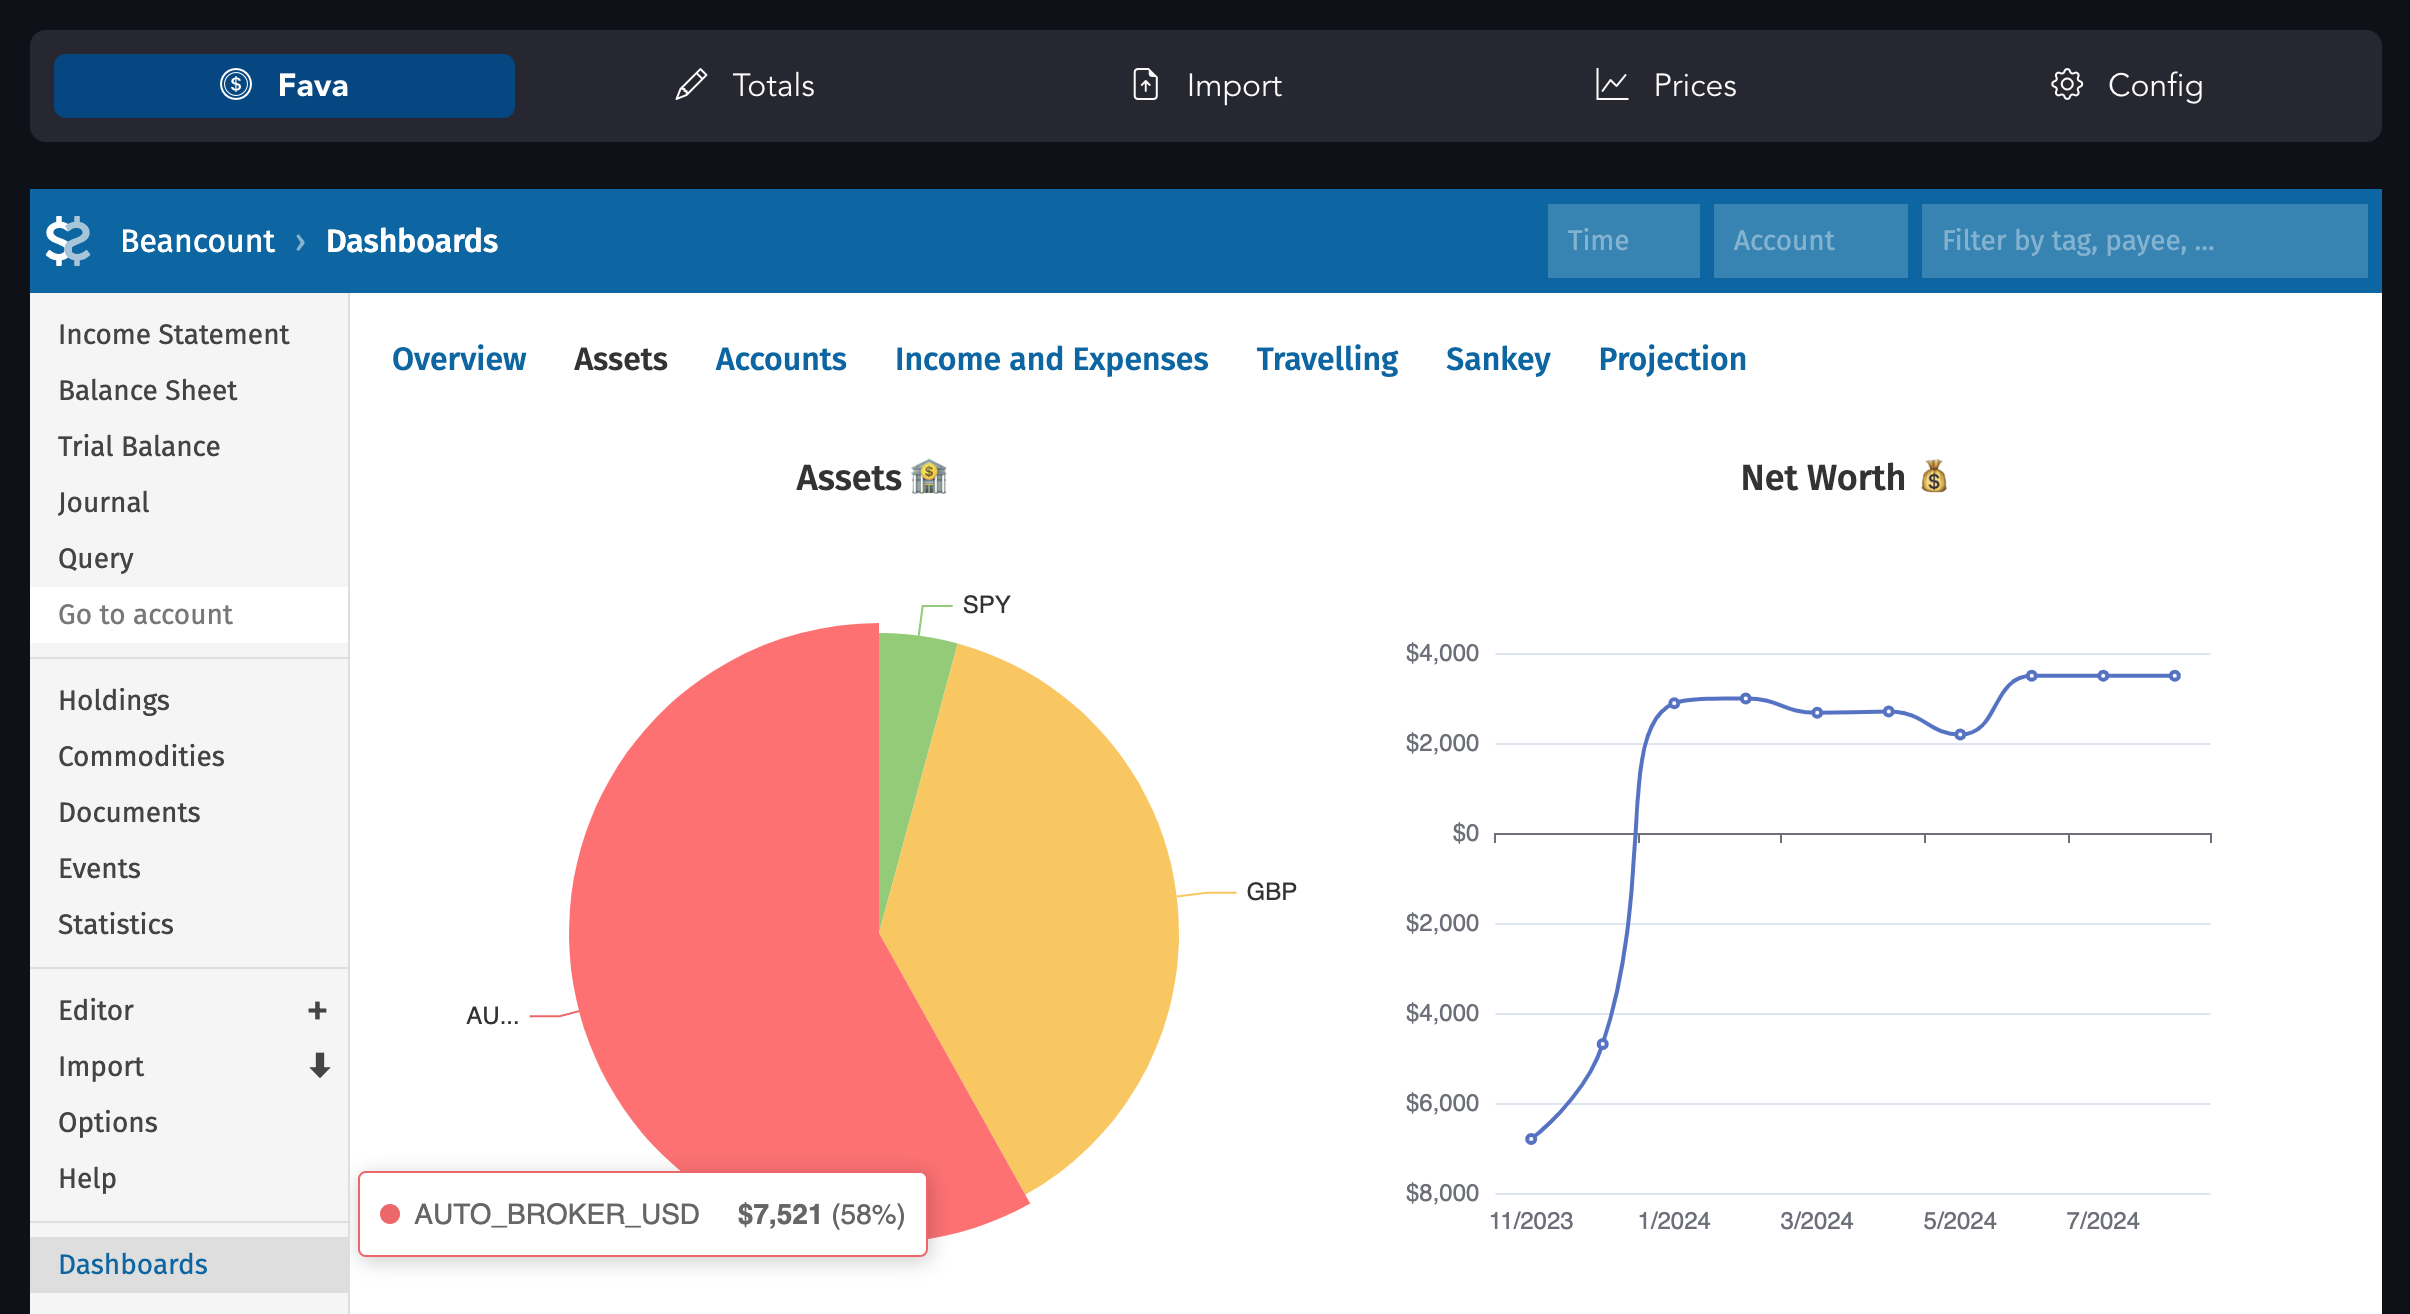 Fava
Totals
Import
Prices
Config
Beancount › Dashboards
Time
Account
Filter by tag, payee, ...
Income Statement
Balance Sheet
Trial Balance
Journal
Query
Go to account
Holdings
Commodities
Documents
Events
Statistics
Editor +
Import
Options
Help
Dashboards
Overview Assets Accounts Income and Expenses Travelling Sankey Projection
Assets
SPY
GBP
AU...
AUTO_BROKER_USD $7,521 (58%)
Net Worth
$4,000
$2,000
$0
$2,000
$4,000
$6,000
$8,000
11/2023 1/2024 3/2024 5/2024 7/2024